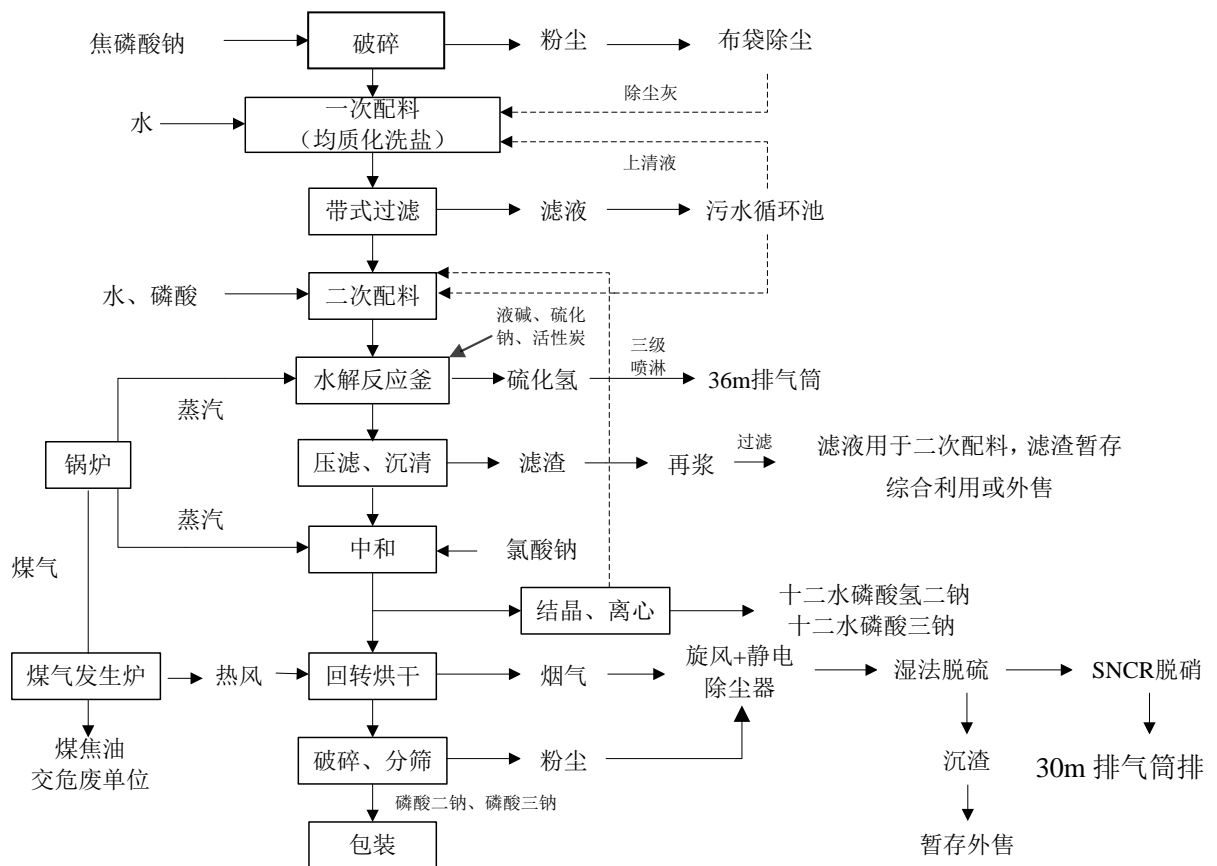 焦磷酸钠
破碎
粉尘
布袋除尘
除尘灰
水
一次配料
（均质化洗盐）
上清液
带式过滤
滤液
污水循环池
水、磷酸
二次配料
液碱、硫化
钠、活性炭
水解反应釜
硫化氢
三级
喷淋
36m排气筒
蒸汽
锅炉
压滤、沉清
滤渣
再浆
过滤
滤液用于二次配料，滤渣暂存
综合利用或外售
蒸汽
中和
氯酸钠
煤气
结晶、离心
十二水磷酸氢二钠
十二水磷酸三钠
煤气发生炉
热风
回转烘干
烟气
旋风+静电
除尘器
湿法脱硫
SNCR脱硝
煤焦油
交危废单位
破碎、分筛
粉尘
沉渣
30m 排气筒排
磷酸二钠、磷酸三钠
包装
暂存外售